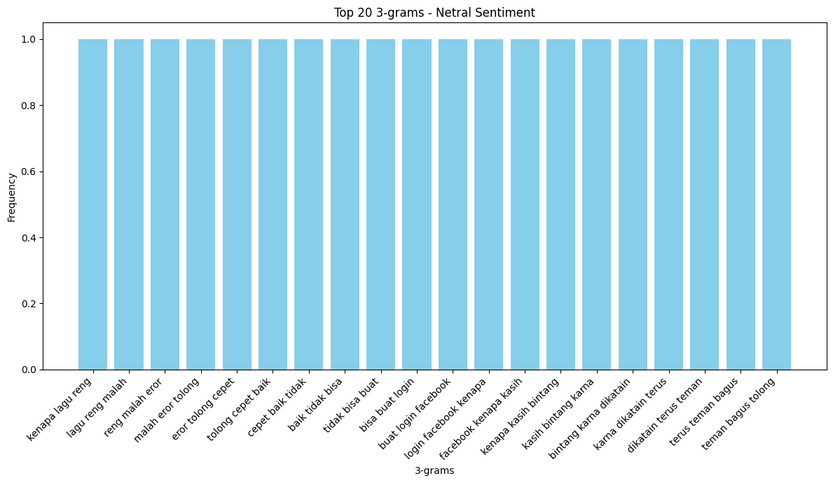 Top 20 3-grams - Netral Sentiment
Frequency
1.0
0.8
0.6
0.4
0.2
0.0
kenapa lagu reng
lagu reng malah
reng malah eror
malah eror tolong
eror tolong cepet
tolong cepet baik
cepet baik tidak
baik tidak bisa
tidak bisa buat
bisa buat login
buat login facebook
login facebook kenapa
facebook kenapa kasih
kenapa kasih bintang
kasih bintang karna
bintang karna dikatain
karna dikatain terus
dikatain terus teman
terus teman bagus
teman bagus tolong
3-grams